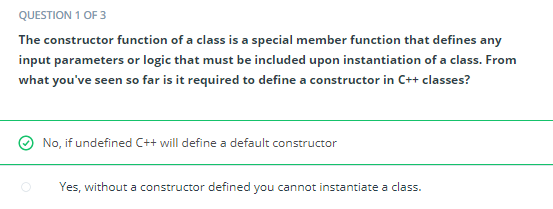 QUESTION 1 OF 3
The constructor function of a class is a special member function that defines any
input parameters or logic that must be included upon instantiation of a class. From
what you've seen so far is it required to define a constructor in C++ classes?
No, if undefined C++ will define a default constructor
Yes, without a constructor defined you cannot instantiate a class.